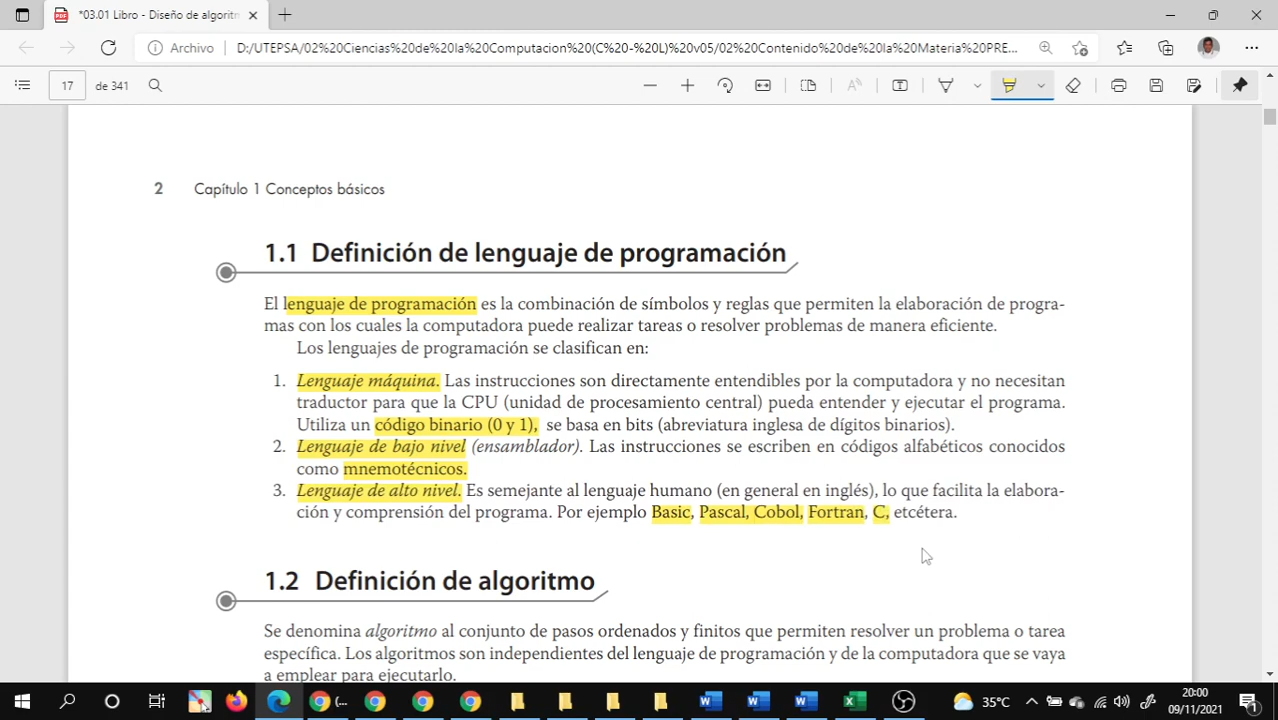 *03.01 Libro - Diseño de algoritm
Archivo D:/UTEPSA/02%20Ciencias%20de%20la%20Computacion%20(C%20-%20L)%20v05/02%20Contenido%20de%20la%20Materia%20PRE...
17 de 341
2 Capítulo 1 Conceptos básicos
1.1 Definición de lenguaje de programación
El lenguaje de programación es la combinación de símbolos y reglas que permiten la elaboración de progra-
mas con los cuales la computadora puede realizar tareas o resolver problemas de manera eficiente.
Los lenguajes de programación se clasifican en:
1. Lenguaje máquina. Las instrucciones son directamente entendibles por la computadora y no necesitan
traductor para que la CPU (unidad de procesamiento central) pueda entender y ejecutar el programa.
Utiliza un código binario (0 y 1), se basa en bits (abreviatura inglesa de dígitos binarios).
2. Lenguaje de bajo nivel (ensamblador). Las instrucciones se escriben en códigos alfabéticos conocidos
como mnemotécnicos.
3. Lenguaje de alto nivel. Es semejante al lenguaje humano (en general en inglés), lo que facilita la elabora-
ción y comprensión del programa. Por ejemplo Basic, Pascal, Cobol, Fortran, C, etcétera.
1.2 Definición de algoritmo
Se denomina algoritmo al conjunto de pasos ordenados y finitos que permiten resolver un problema o tarea
específica. Los algoritmos son independientes del lenguaje de programación y de la computadora que se vaya
a emplear para ejecutarlo.
(... 35°C 20:00
09/11/2021 1